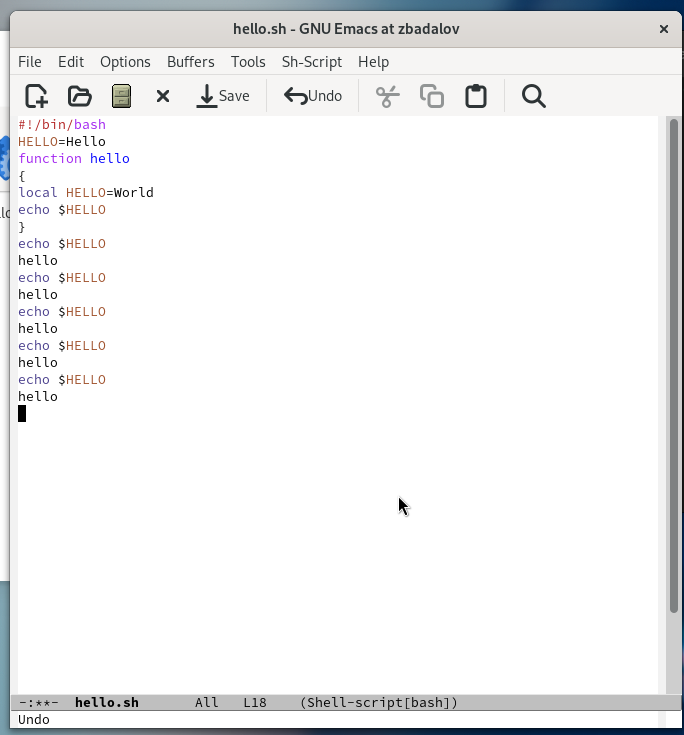 hello.sh - GNU Emacs at zbadalov
File Edit Options Buffers Tools Sh-Script Help
Save Undo
#!/bin/bash
HELLO=Hello
function hello
{
local HELLO=World
echo $HELLO
}
echo $HELLO
hello
echo $HELLO
hello
echo $HELLO
hello
echo $HELLO
hello
echo $HELLO
hello
-:**- hello.sh All L18 (Shell-script[bash])
Undo